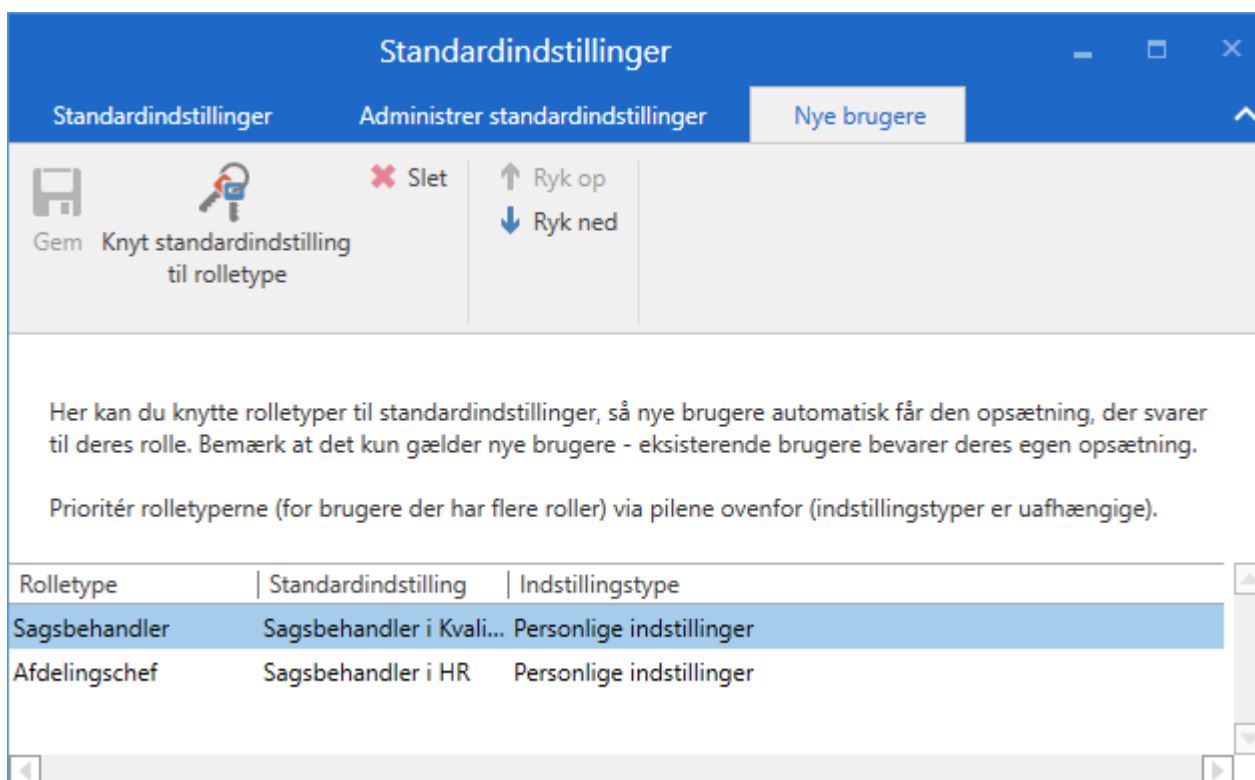 Standardindstillinger
Standardindstillinger Administrer standardindstillinger Nye brugere
Gem
Knyt standardindstilling
til rolletype
Slet
Ryk op
Ryk ned
Her kan du knytte rolletyper til standardindstillinger, så nye brugere automatisk får den opsætning, der svarer
til deres rolle. Bemærk at det kun gælder nye brugere - eksisterende brugere bevarer deres egen opsætning.
Prioritér rolletyperne (for brugere der har flere roller) via pilene ovenfor (indstillingstyper er uafhængige).
Rolletype Standardindstilling Indstillingstype
Sagsbehandler Sagsbehandler i Kvali... Personlige indstillinger
Afdelingschef Sagsbehandler i HR Personlige indstillinger